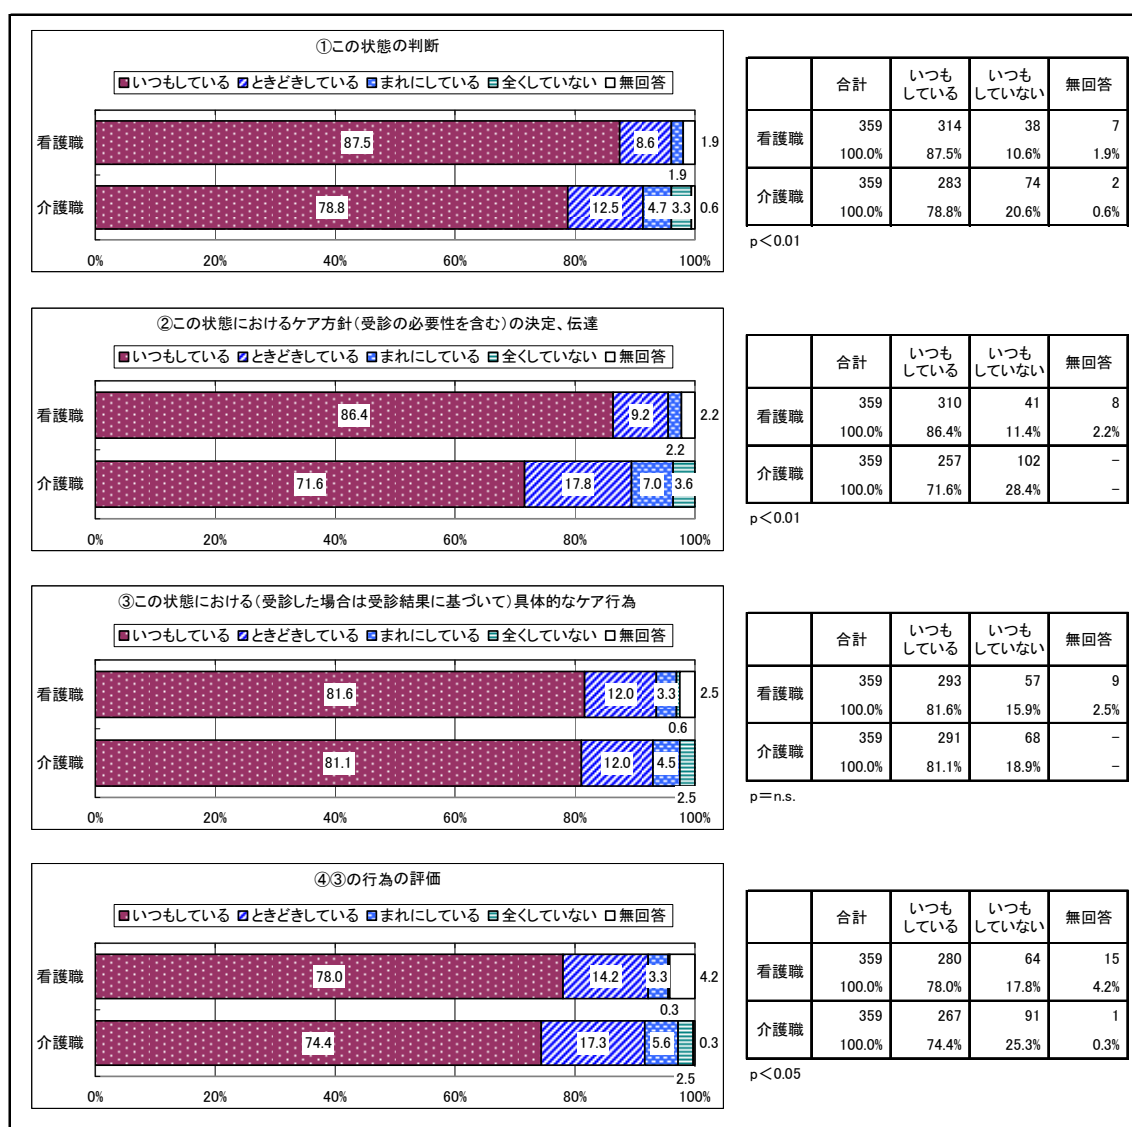 ①この状態の判断
いつもしている ときどきしている まれにしている 全くしていない 無回答
看護職 87.5 8.6 1.9
1.9
介護職 78.8 12.5 4.7 3.3 0.6
0% 20% 40% 60% 80% 100%
合計 いつもしている いつもしていない 無回答
看護職 359 314 38 7
100.0% 87.5% 10.6% 1.9%
介護職 359 283 74 2
100.0% 78.8% 20.6% 0.6%
p＜0.01
②この状態におけるケア方針（受診の必要性を含む）の決定、伝達
いつもしている ときどきしている まれにしている 全くしていない 無回答
看護職 86.4 9.2 2.2
2.2
介護職 71.6 17.8 7.0 3.6
0% 20% 40% 60% 80% 100%
合計 いつもしている いつもしていない 無回答
看護職 359 310 41 8
100.0% 86.4% 11.4% 2.2%
介護職 359 257 102 －
100.0% 71.6% 28.4% －
p＜0.01
③この状態における（受診した場合は受診結果に基づいて）具体的なケア行為
いつもしている ときどきしている まれにしている 全くしていない 無回答
看護職 81.6 12.0 3.3 2.5
0.6
介護職 81.1 12.0 4.5
2.5
0% 20% 40% 60% 80% 100%
合計 いつもしている いつもしていない 無回答
看護職 359 293 57 9
100.0% 81.6% 15.9% 2.5%
介護職 359 291 68 －
100.0% 81.1% 18.9% －
p＝n.s.
④③の行為の評価
いつもしている ときどきしている まれにしている 全くしていない 無回答
看護職 78.0 14.2 3.3 4.2
0.3
介護職 74.4 17.3 5.6 0.3
2.5
0% 20% 40% 60% 80% 100%
合計 いつもしている いつもしていない 無回答
看護職 359 280 64 15
100.0% 78.0% 17.8% 4.2%
介護職 359 267 91 1
100.0% 74.4% 25.3% 0.3%
p＜0.05